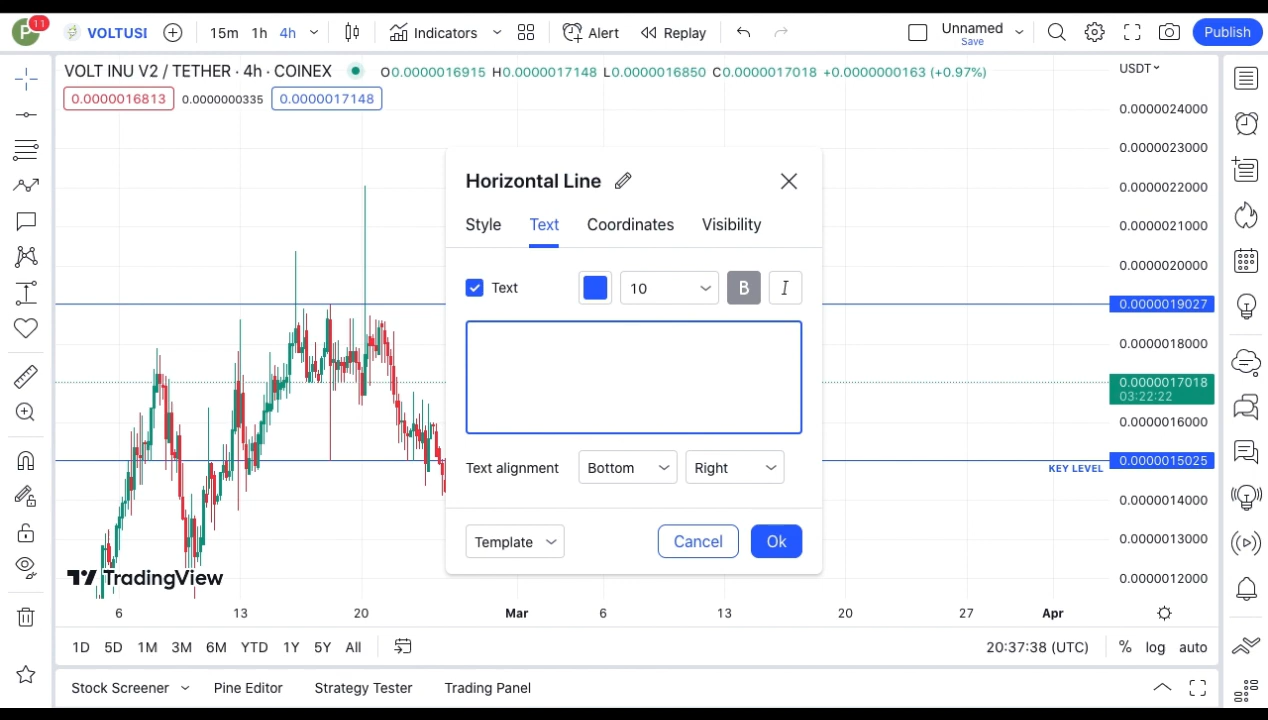 P 11 VOLTUSI 15m 1h 4h Indicators Alert Replay Unnamed Save Publish
VOLT INU V2 / TETHER · 4h · COINEX O0.0000016915 H0.0000017148 L0.0000016850 C0.0000017018 +0.0000000163 (+0.97%) USDT
0.0000016813 0.0000000335 0.0000017148
0.0000024000
0.0000023000
0.0000022000
0.0000021000
0.0000020000
0.0000019027
0.0000018000
0.0000017018
03:22:22
0.0000016000
KEY LEVEL 0.0000015025
0.0000014000
0.0000013000
0.0000012000
Horizontal Line
Style Text Coordinates Visibility
Text 10 B I
Text alignment Bottom Right
Template Cancel Ok
TradingView
6 13 20 Mar 6 13 20 27 Apr
1D 5D 1M 3M 6M YTD 1Y 5Y All 20:37:38 (UTC) % log auto
Stock Screener Pine Editor Strategy Tester Trading Panel